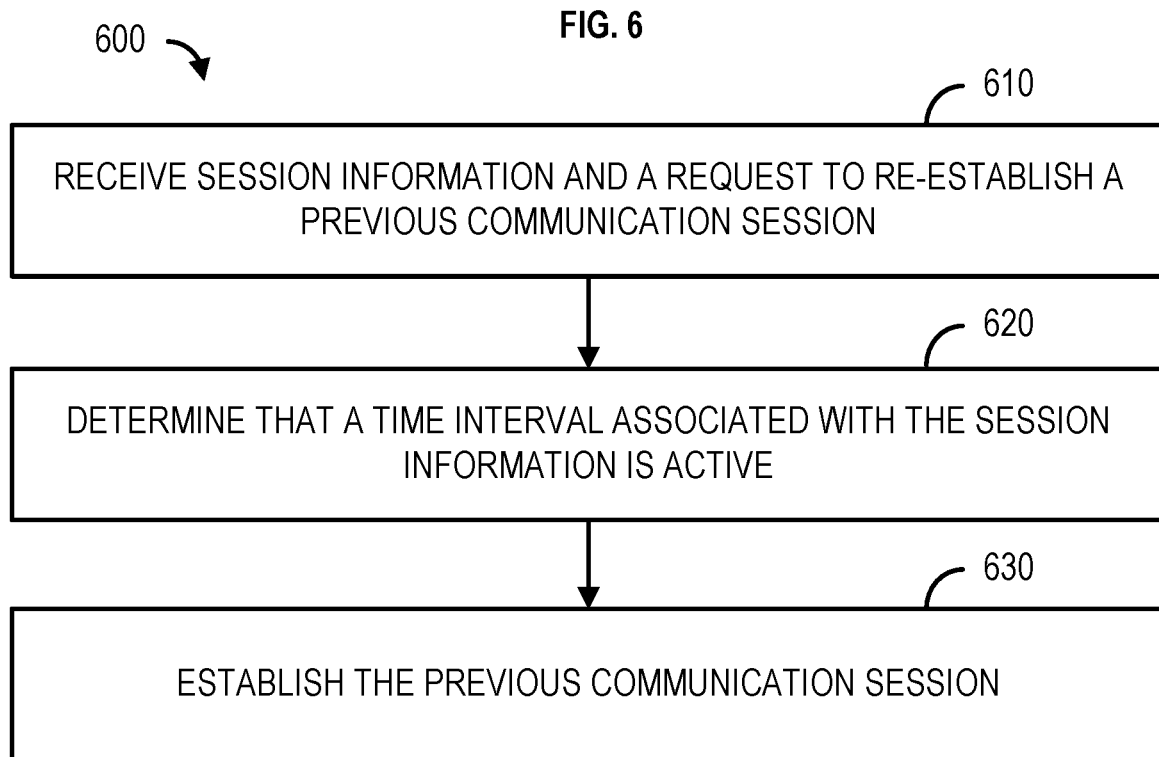 FIG. 6
600
610
RECEIVE SESSION INFORMATION AND A REQUEST TO RE-ESTABLISH A
PREVIOUS COMMUNICATION SESSION
620
DETERMINE THAT A TIME INTERVAL ASSOCIATED WITH THE SESSION
INFORMATION IS ACTIVE
630
ESTABLISH THE PREVIOUS COMMUNICATION SESSION